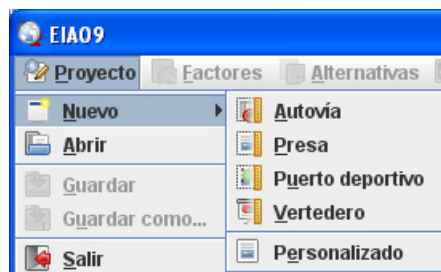 EIA09
Proyecto Factores Alternativas
Nuevo
Abrir
Guardar
Guardar como...
Salir
Autovía
Presa
Puerto deportivo
Vertedero
Personalizado